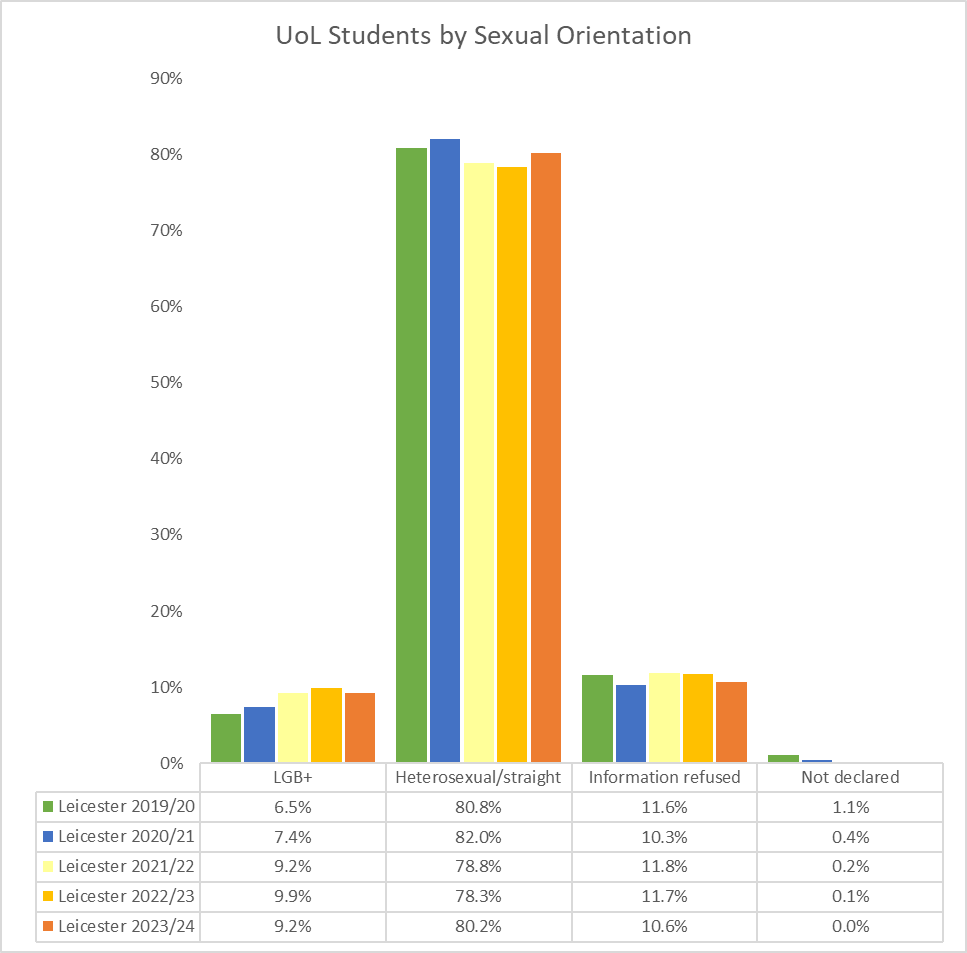 UoL Students by Sexual Orientation
90%
80%
70%
60%
50%
40%
30%
20%
10%
0%
LGB+ Heterosexual/straight Information refused Not declared
Leicester 2019/20 6.5% 80.8% 11.6% 1.1%
Leicester 2020/21 7.4% 82.0% 10.3% 0.4%
Leicester 2021/22 9.2% 78.8% 11.8% 0.2%
Leicester 2022/23 9.9% 78.3% 11.7% 0.1%
Leicester 2023/24 9.2% 80.2% 10.6% 0.0%